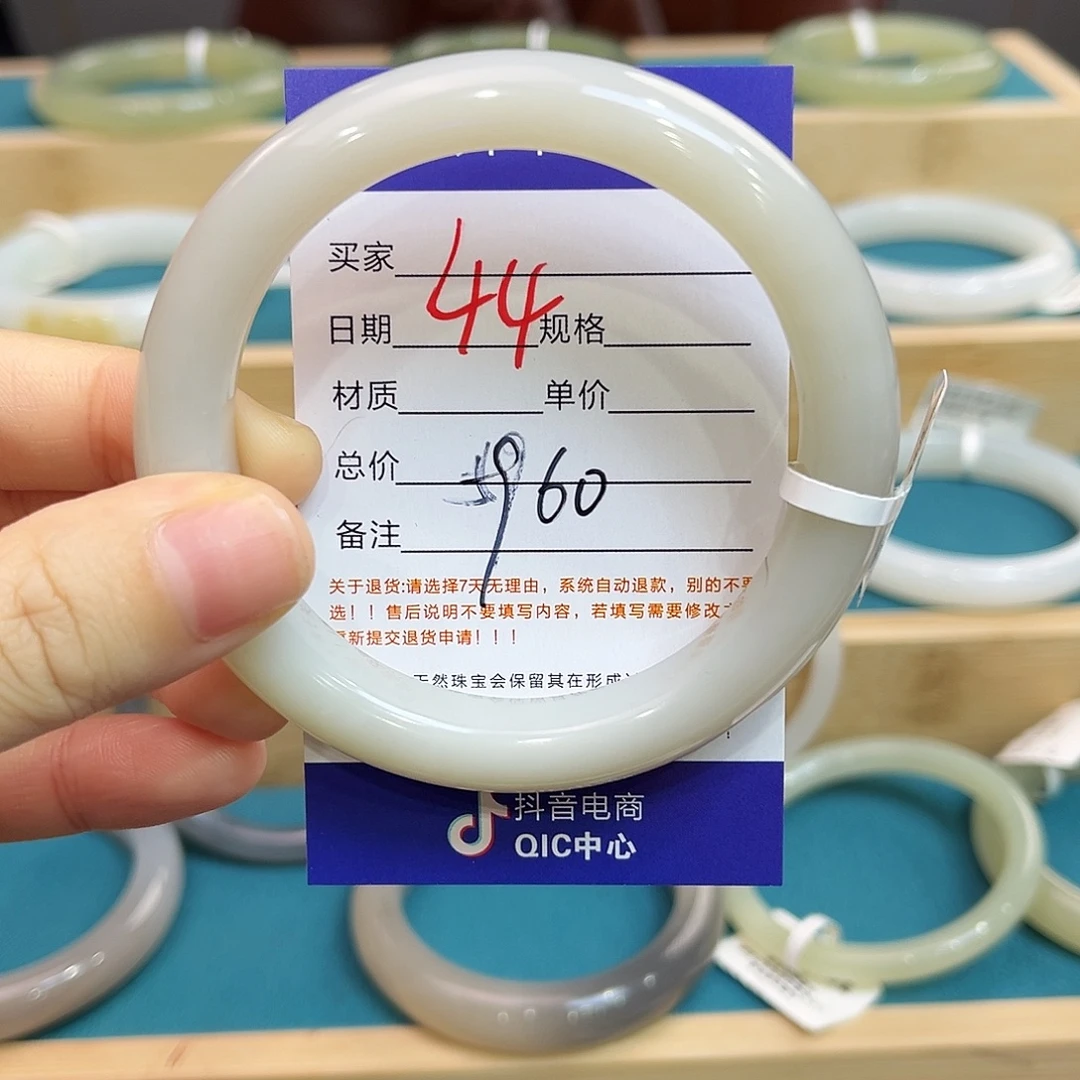 买家
44
日期 规格
材质 单价
总价
960
备注
关于退货:请选择7天无理由，系统自动退款，别的不要
选！！售后说明不要填写内容，若填写需要修改
重新提交退货申请！！！
天然珠宝会保留其在形成
抖音电商
QIC中心